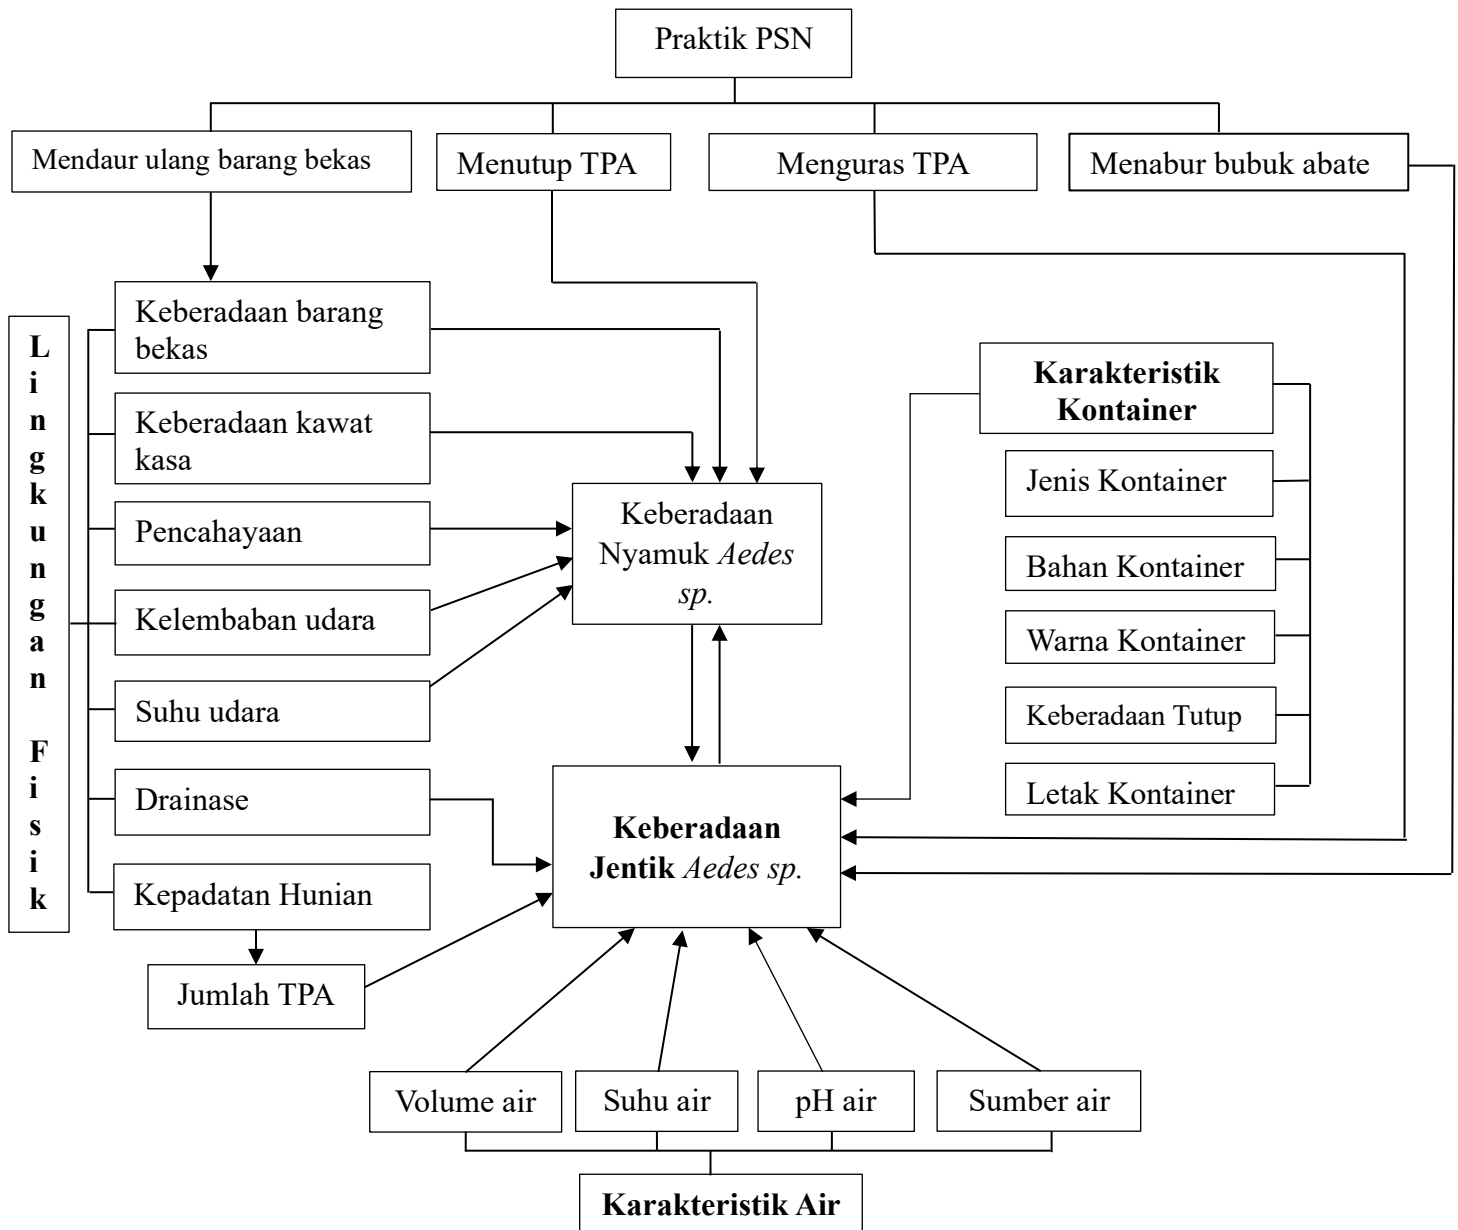 Praktik PSN
Mendaur ulang barang bekas
Menutup TPA
Menguras TPA
Menabur bubuk abate
Lingkungan Fisik
Keberadaan barang
bekas
Keberadaan kawat
kasa
Pencahayaan
Kelembaban udara
Suhu udara
Drainase
Kepadatan Hunian
Jumlah TPA
Keberadaan
Nyamuk Aedes
sp.
Keberadaan
Jentik Aedes sp.
Karakteristik
Kontainer
Jenis Kontainer
Bahan Kontainer
Warna Kontainer
Keberadaan Tutup
Letak Kontainer
Volume air
Suhu air
pH air
Sumber air
Karakteristik Air